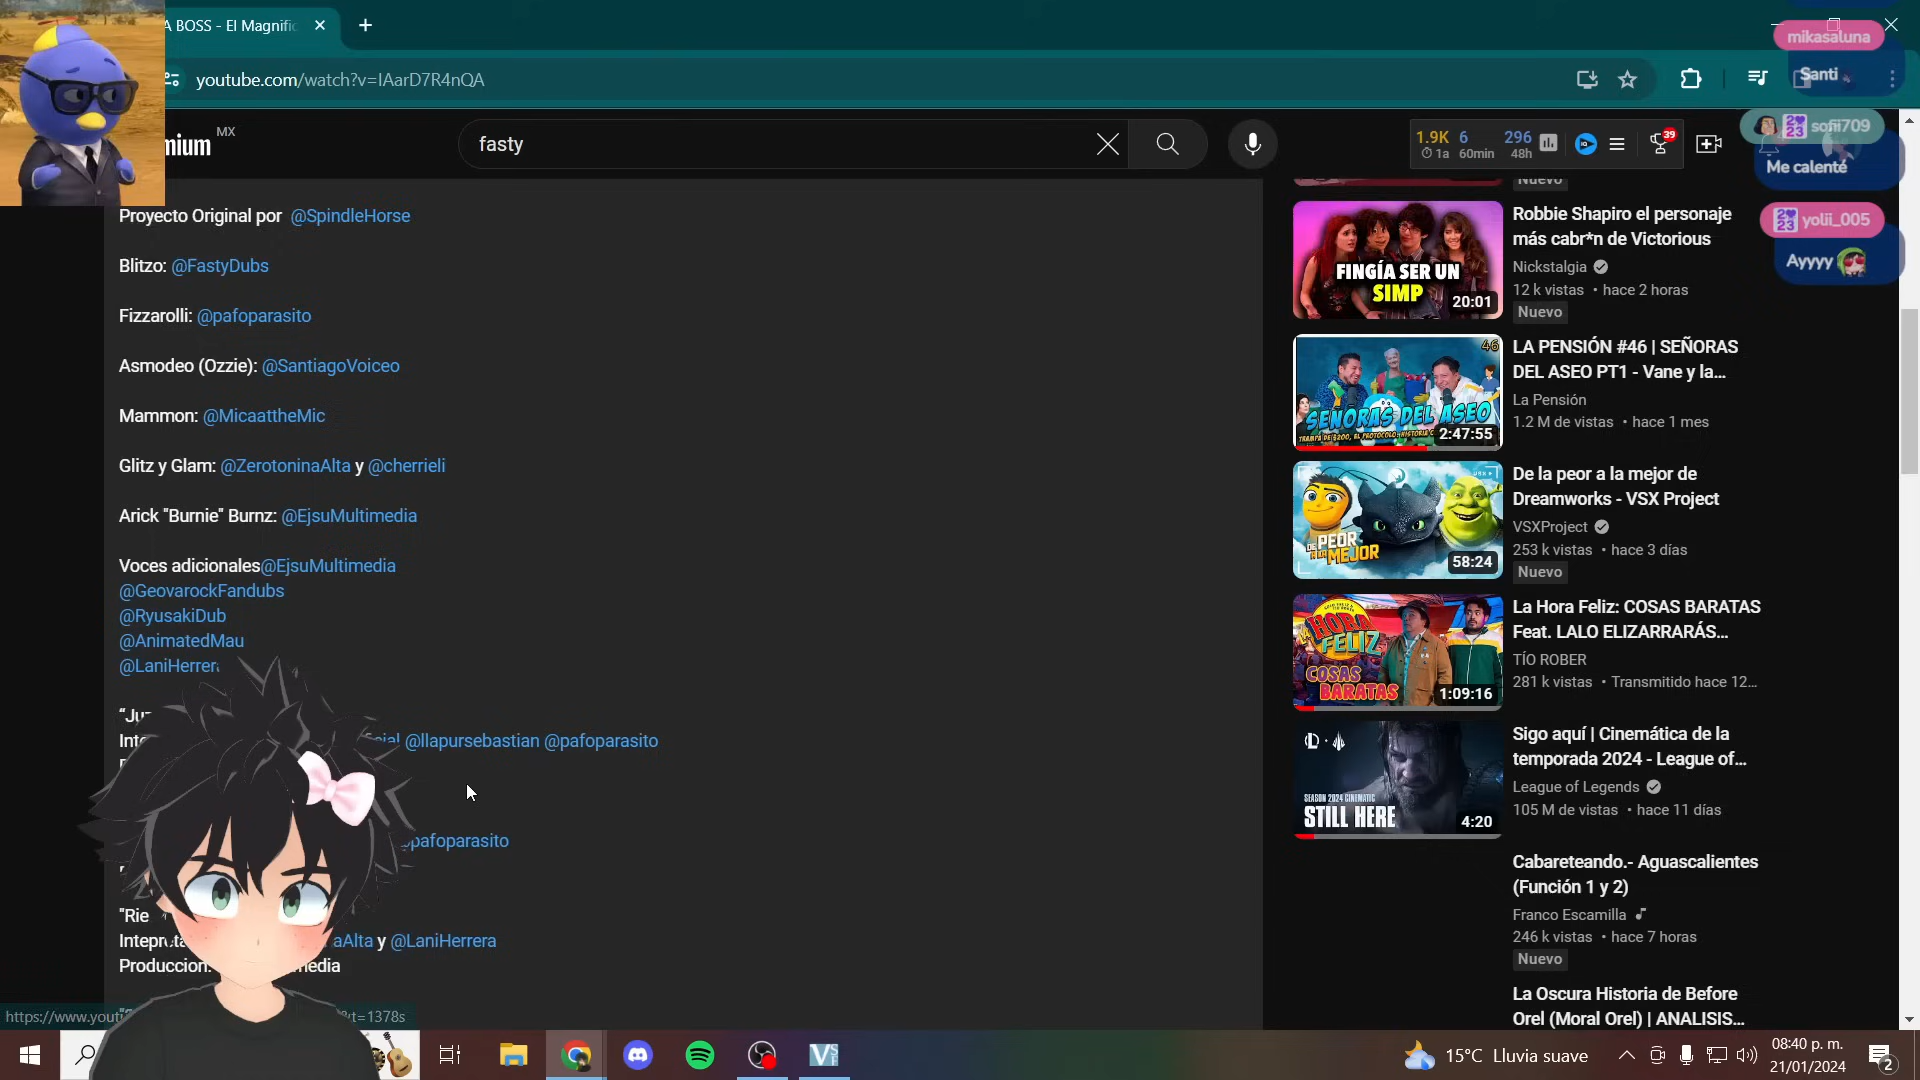 A BOSS - El Magnífic
youtube.com/watch?v=IAarD7R4nQA
mikasaluna
Santi
mium MX
fasty
1.9K 6 296
1a 60min 48h
39
sofii709
Me calenté
yolii_005
Ayyyy
Proyecto Original por @SpindleHorse
Blitzo: @FastyDubs
Fizzarolli: @pafoparasito
Asmodeo (Ozzie): @SantiagoVoiceo
Mammon: @MicaattheMic
Glitz y Glam: @ZerotoninaAlta y @cherrieli
Arick "Burnie" Burnz: @EjsuMultimedia
Voces adicionales@EjsuMultimedia
@GeovarockFandubs
@RyusakiDub
@AnimatedMau
@LaniHerrera
@llapursebastian @pafoparasito
pafoparasito
"Rie
aAlta y @LaniHerrera
Produccion:
https://www.yout
&t=1378s
Nuevo
FINGÍA SER UN
SIMP
20:01
Robbie Shapiro el personaje
más cabr*n de Victorious
Nickstalgia
12 k vistas • hace 2 horas
Nuevo
46
SEÑORAS DEL ASEO
2:47:55
LA PENSIÓN #46 | SEÑORAS
DEL ASEO PT1 - Vane y la...
La Pensión
1.2 M de vistas • hace 1 mes
DE PEOR
A LA MEJOR
58:24
De la peor a la mejor de
Dreamworks - VSX Project
VSXProject
253 k vistas • hace 3 días
Nuevo
HORA
FELIZ
COSAS
BARATAS
1:09:16
La Hora Feliz: COSAS BARATAS
Feat. LALO ELIZARRARÁS...
TÍO ROBER
281 k vistas • Transmitido hace 12...
SEASON 2024 CINEMATIC
STILL HERE
4:20
Sigo aquí | Cinemática de la
temporada 2024 - League of...
League of Legends
105 M de vistas • hace 11 días
Cabareteando.- Aguascalientes
(Función 1 y 2)
Franco Escamilla
246 k vistas • hace 7 horas
Nuevo
La Oscura Historia de Before
Orel (Moral Orel) | ANALISIS...
15°C Lluvia suave
08:40 p. m.
21/01/2024
2